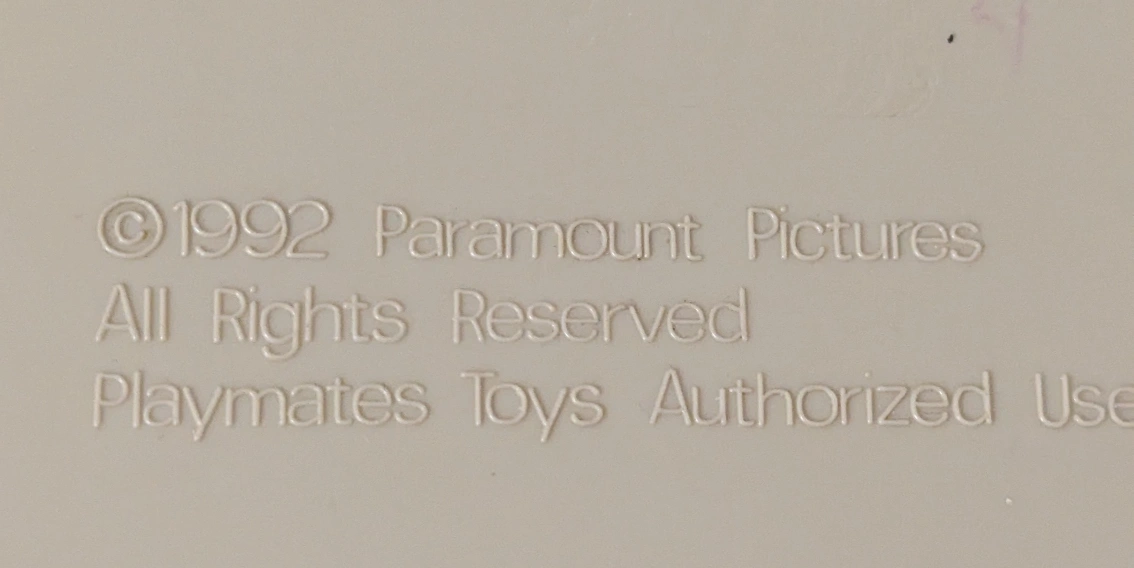 ©1992 Paramount Pictures
All Rights Reserved
Playmates Toys Authorized Use